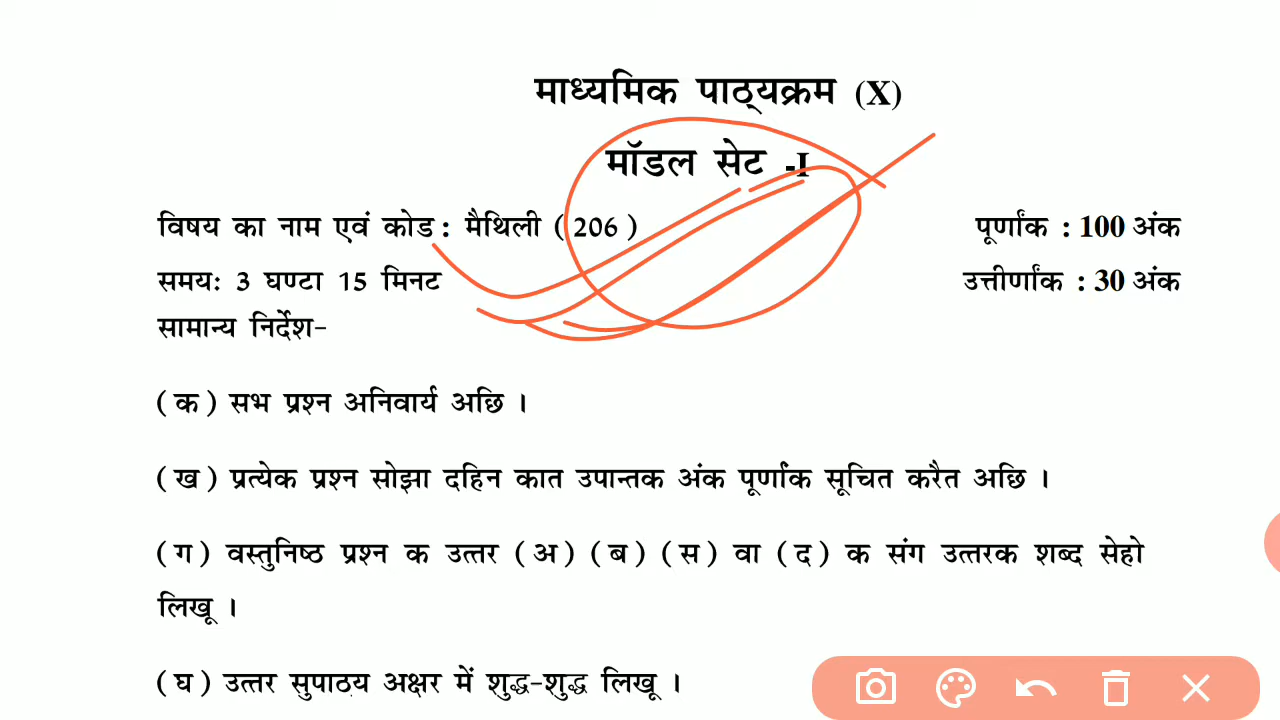 माध्यमिक पाठ्यक्रम (X)
मॉडल सेट -I
विषय का नाम एवं कोड : मैथिली ( 206 ) पूर्णांक : 100 अंक
समयः 3 घण्टा 15 मिनट उत्तीर्णांक : 30 अंक
सामान्य निर्देश-
( क ) सभ प्रश्न अनिवार्य अछि ।
( ख ) प्रत्येक प्रश्न सोझा दहिन कात उपान्तक अंक पूर्णांक सूचित करैत अछि ।
( ग ) वस्तुनिष्ठ प्रश्न क उत्तर ( अ ) ( ब ) ( स ) वा ( द ) क संग उत्तरक शब्द सेहो
लिखू ।
( घ ) उत्तर सुपाठय अक्षर में शुद्ध-शुद्ध लिखू ।